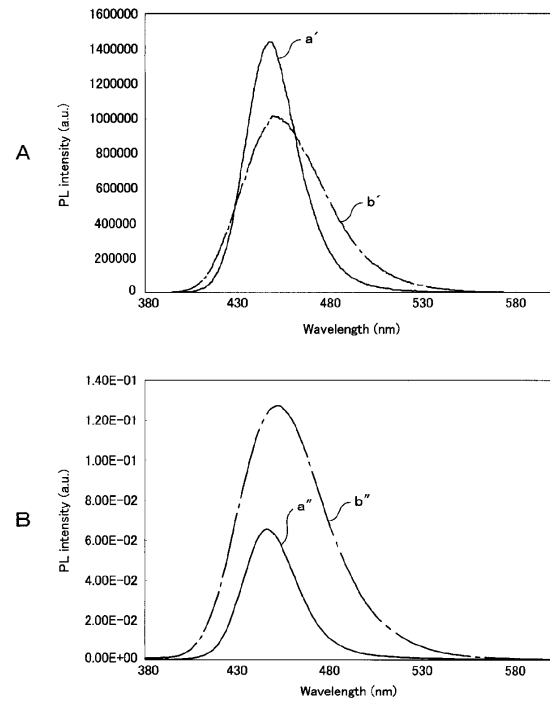 A
PL intensity (a.u.)
1600000
1400000
1200000
1000000
800000
600000
400000
200000
0
a′
b′
380 430 480 530 580
Wavelength (nm)
B
PL intensity (a.u.)
1.40E-01
1.20E-01
1.00E-01
8.00E-02
6.00E-02
4.00E-02
2.00E-02
0.00E+00
a″
b″
380 430 480 530 580
Wavelength (nm)